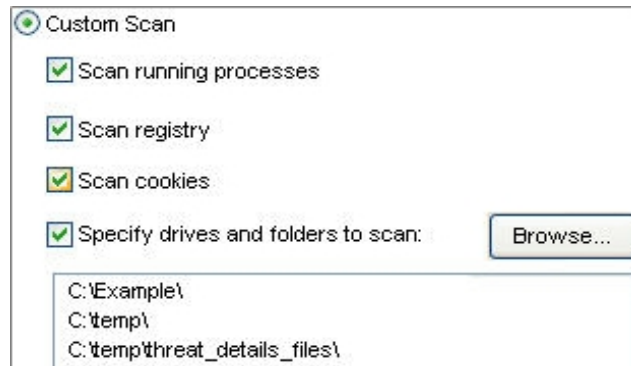 Custom Scan
Scan running processes
Scan registry
Scan cookies
Specify drives and folders to scan:
Browse...
C:\Example\
C:\temp\
C:\temp\threat_details_files\